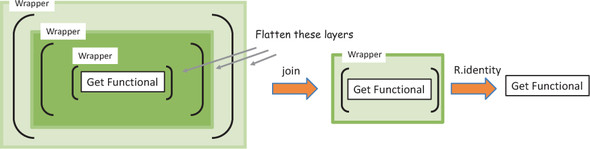 Wrapper
Wrapper
Wrapper
Get Functional
Flatten these layers
join
Wrapper
Get Functional
R.identity
Get Functional